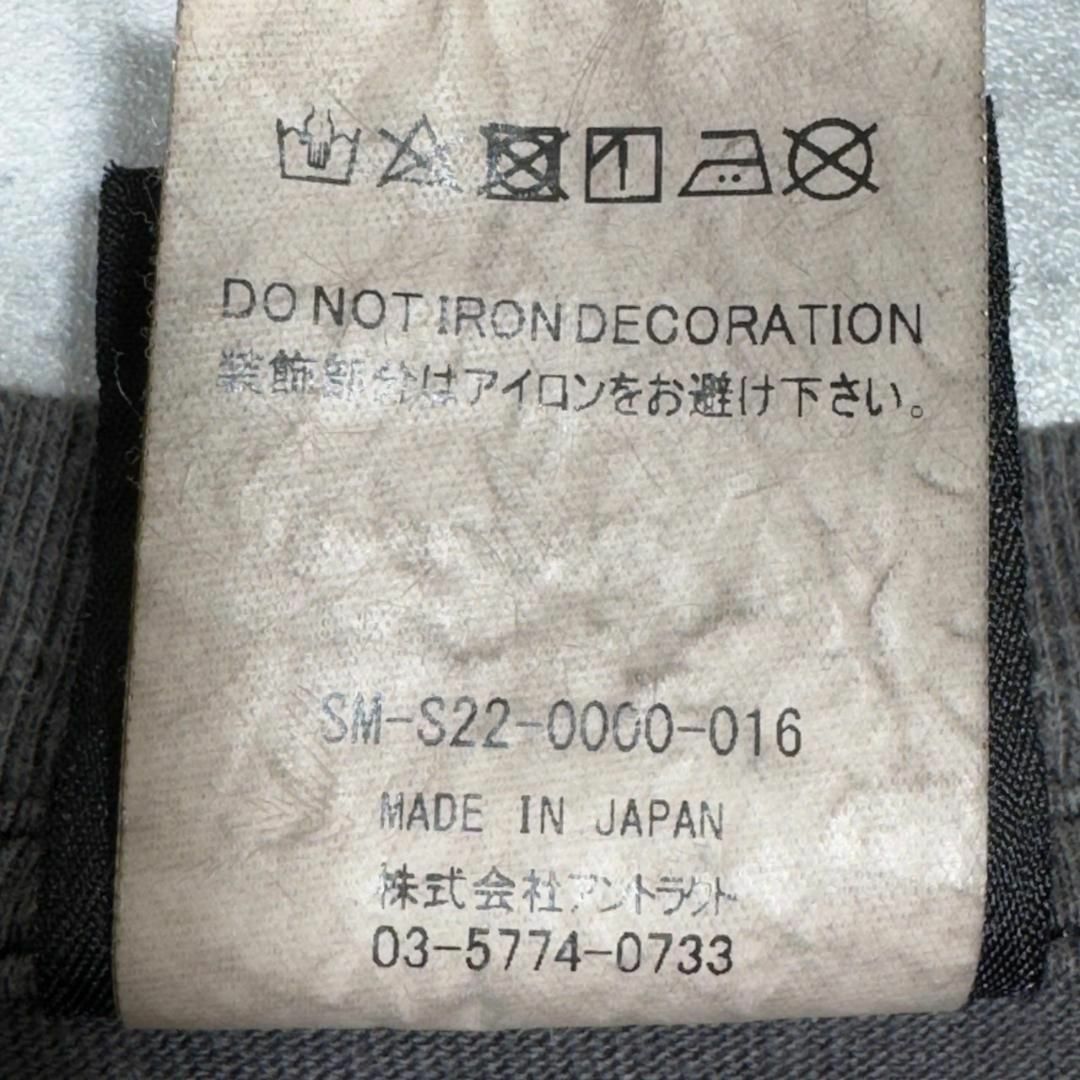 DO NOT IRON DECORATION
装飾部分はアイロンをお避け下さい。
SM-S22-0000-016
MADE IN JAPAN
株式会社アントラクト
03-5774-0733